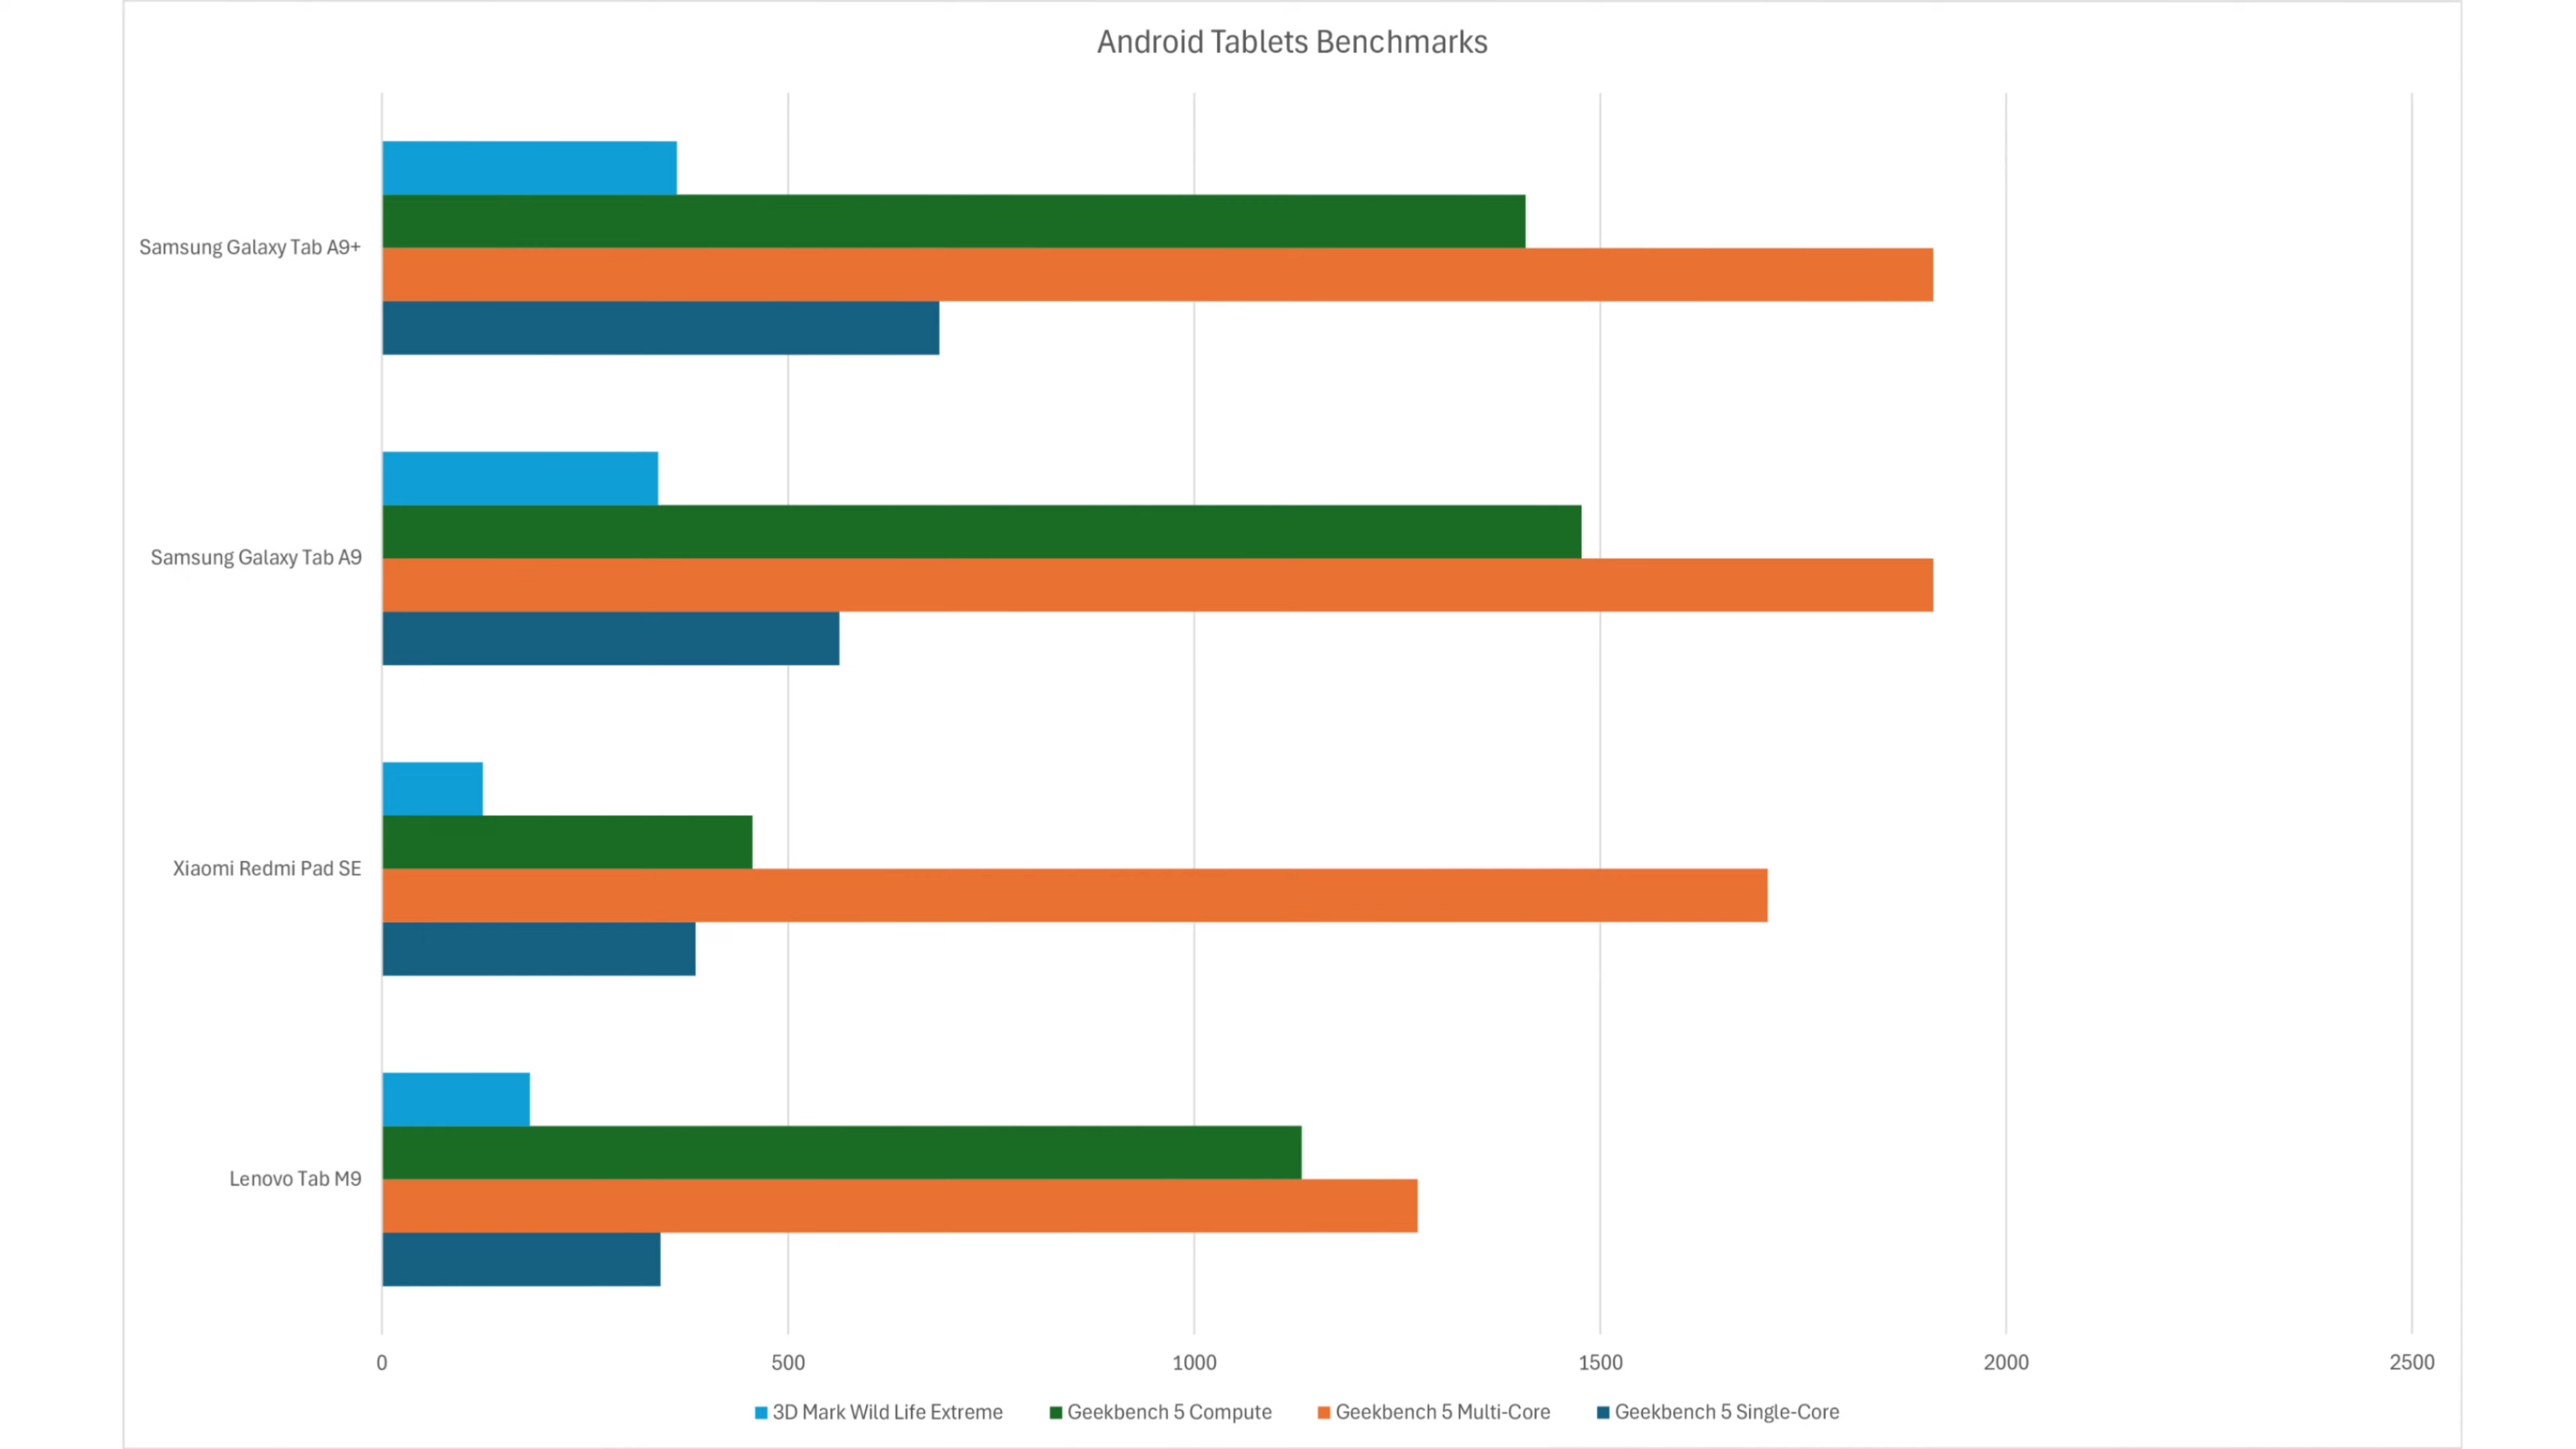 Android Tablets Benchmarks
Samsung Galaxy Tab A9+
Samsung Galaxy Tab A9
Xiaomi Redmi Pad SE
Lenovo Tab M9
0 500 1000 1500 2000 2500
3D Mark Wild Life Extreme Geekbench 5 Compute Geekbench 5 Multi-Core Geekbench 5 Single-Core